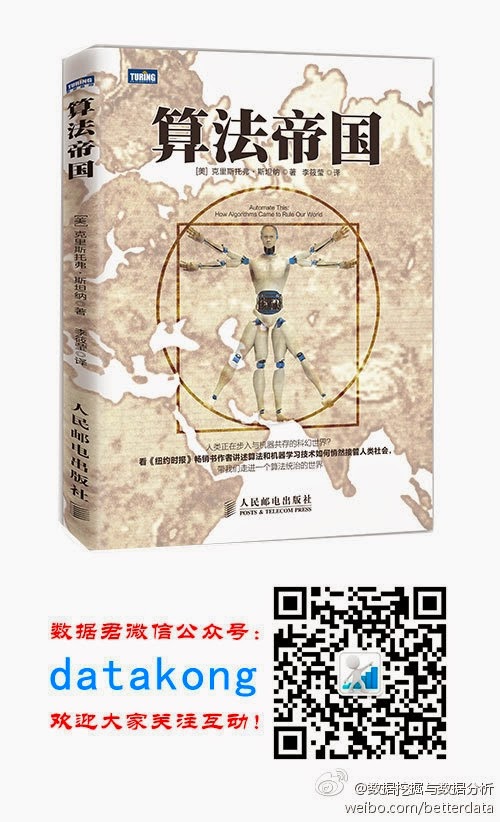 TURING
算法帝国
[美] 克里斯托弗·斯坦纳 著
李筱莹 译
人民邮电出版社
TURING
算法帝国
[美] 克里斯托弗·斯坦纳 ◎ 著 李筱莹 ◎ 译
Automate This:
How Algorithms Came to Rule Our World
人类正在步入与机器共存的科幻世界?
看《纽约时报》畅销书作者讲述算法和机器学习技术如何悄然接管人类社会,
带我们走进一个算法统治的世界
人民邮电出版社
POSTS & TELECOM PRESS
数据君微信公众号:
datakong
欢迎大家关注互动!
@数据挖掘与数据分析
weibo.com/betterdata